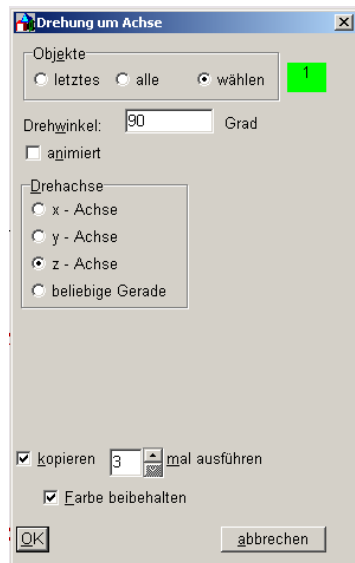 Drehung um Achse
Objekte
letztes alle wählen 1
Drehwinkel: 90 Grad
animiert
Drehachse
x - Achse
y - Achse
z - Achse
beliebige Gerade
kopieren 3 mal ausführen
Farbe beibehalten
OK abbrechen